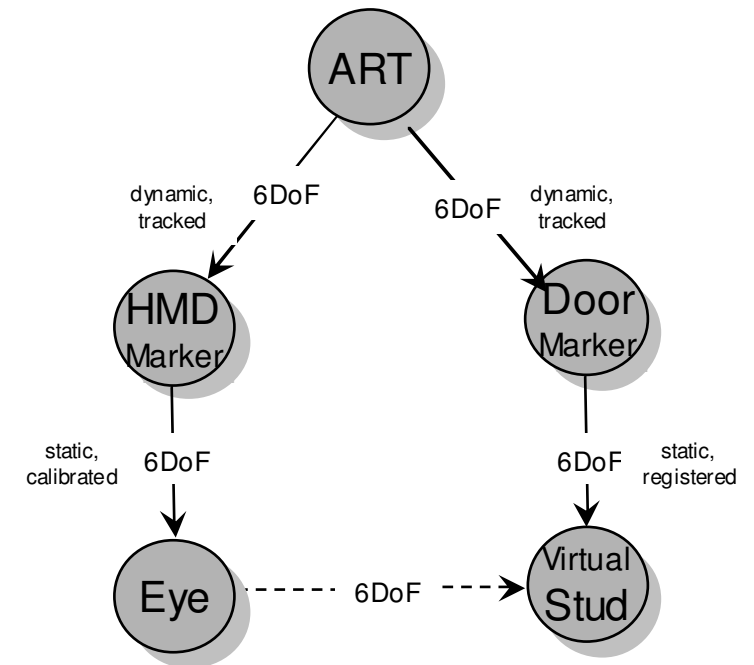 ART
dynamic,
tracked
6DoF
6DoF
dynamic,
tracked
HMD
Marker
Door
Marker
static,
calibrated
6DoF
6DoF
static,
registered
Eye
6DoF
Virtual
Stud